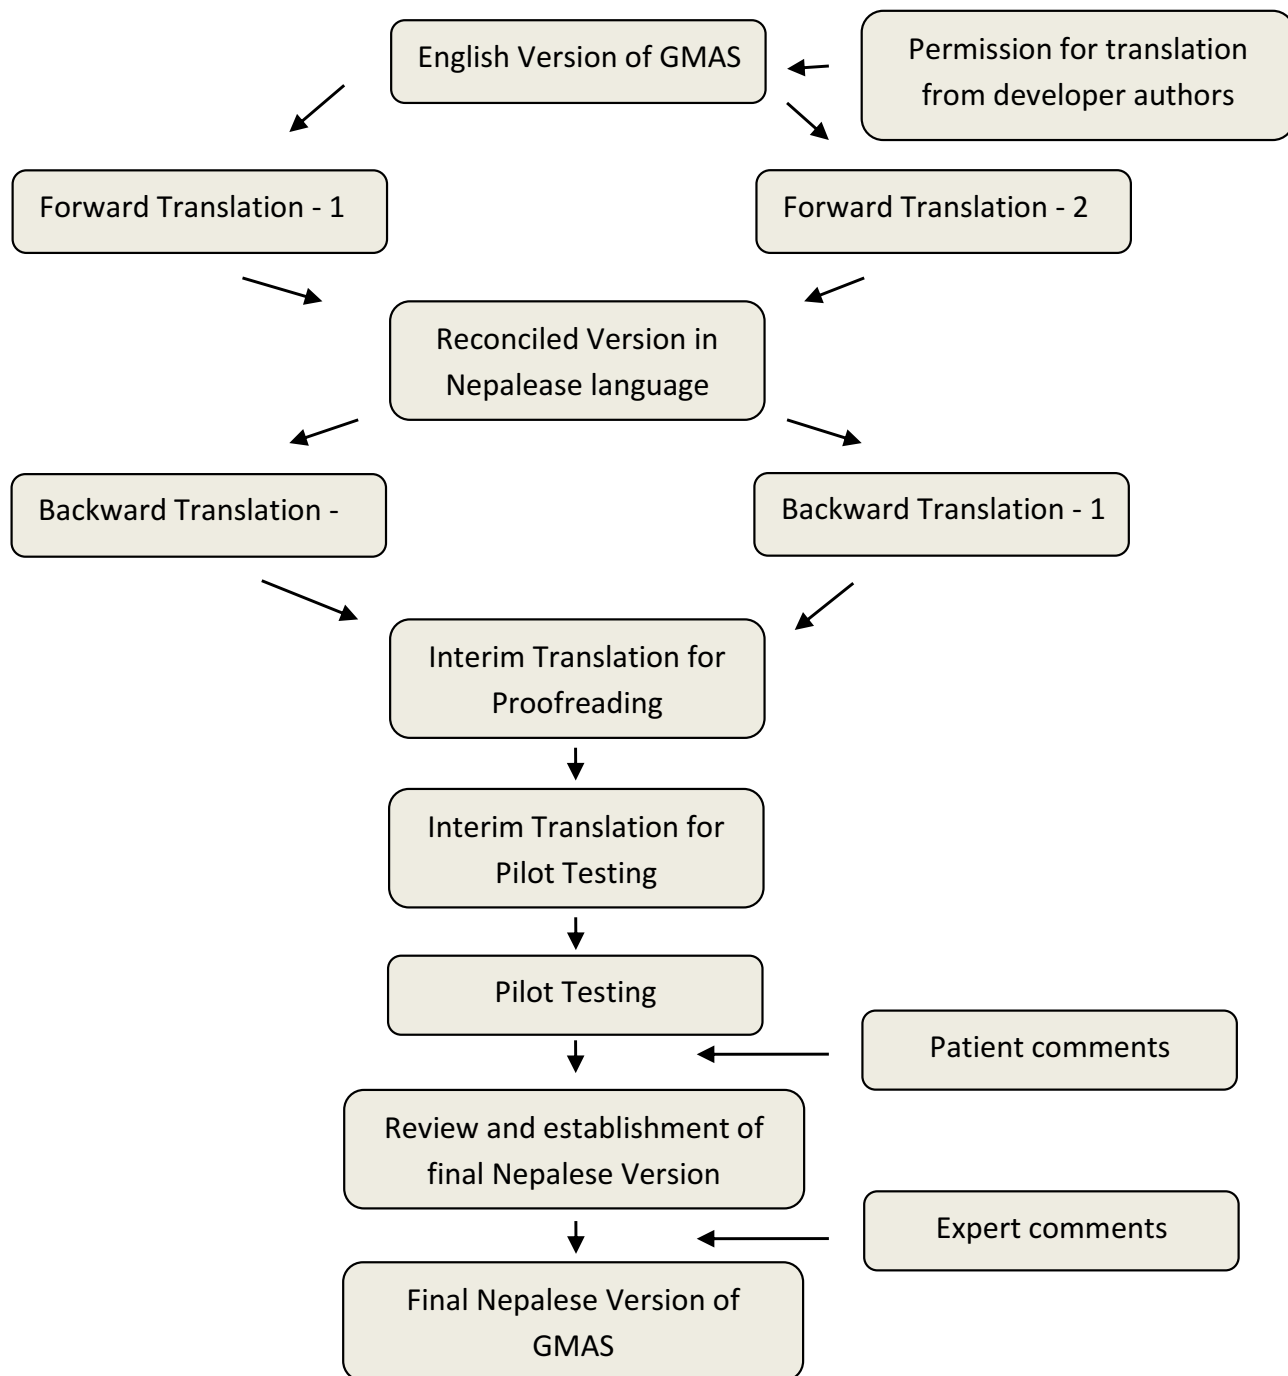 English Version of GMAS
Permission for translation
from developer authors
Forward Translation - 1
Forward Translation - 2
Reconciled Version in
Nepalease language
Backward Translation -
Backward Translation - 1
Interim Translation for
Proofreading
Interim Translation for
Pilot Testing
Pilot Testing
Patient comments
Review and establishment of
final Nepalese Version
Expert comments
Final Nepalese Version of
GMAS